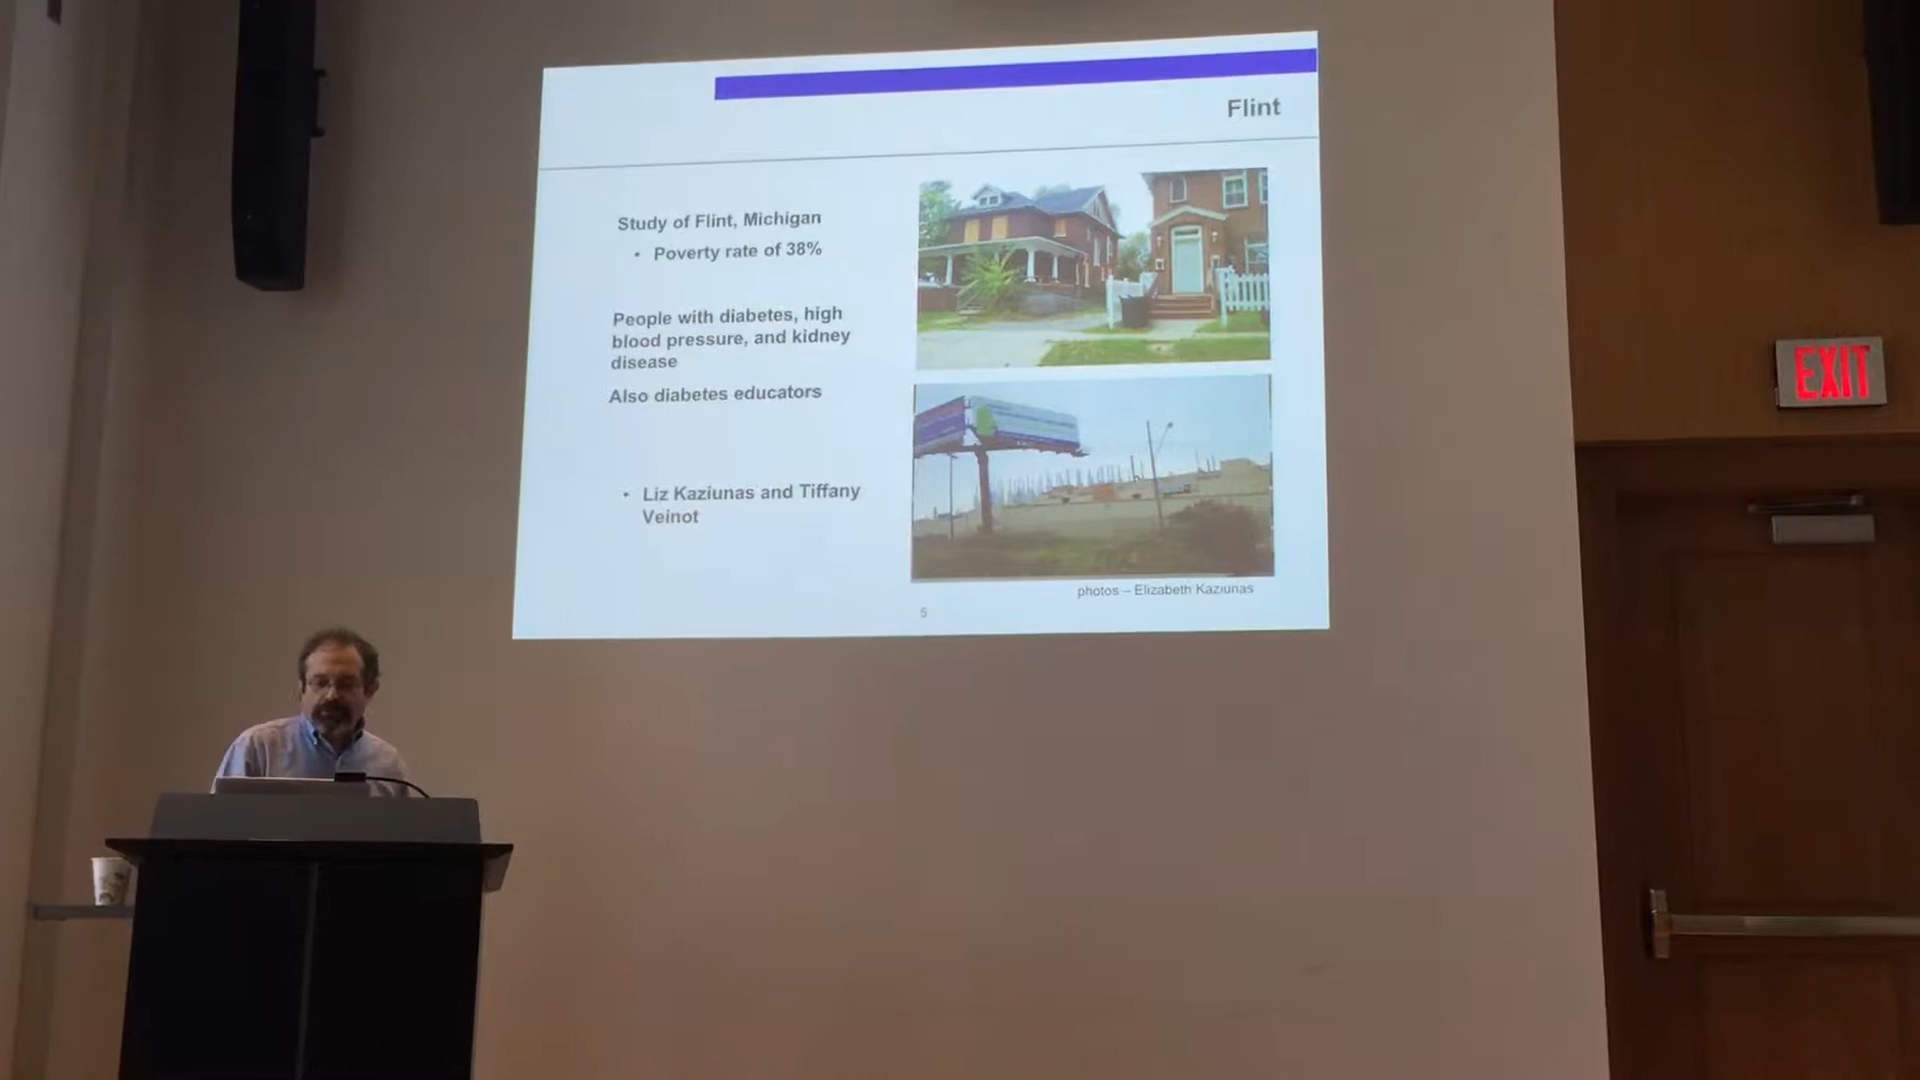 Flint
Study of Flint, Michigan
• Poverty rate of 38%
People with diabetes, high
blood pressure, and kidney
disease
Also diabetes educators
• Liz Kaziunas and Tiffany
Veinot
photos – Elizabeth Kaziunas
5
EXIT